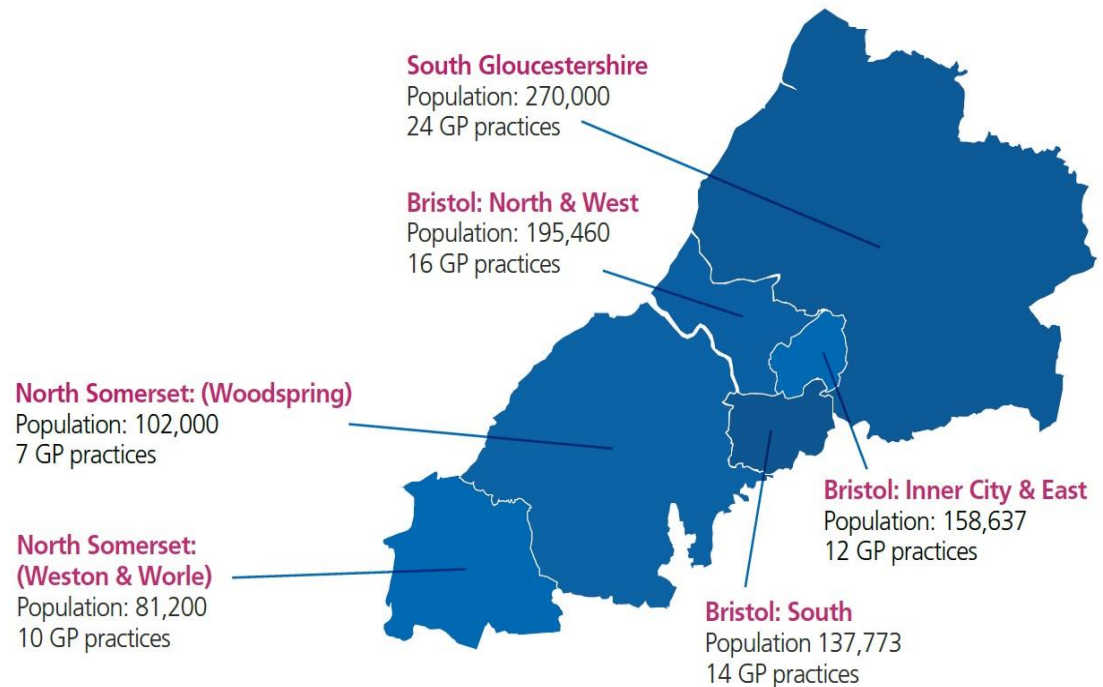 South Gloucestershire
Population: 270,000
24 GP practices
Bristol: North & West
Population: 195,460
16 GP practices
North Somerset: (Woodspring)
Population: 102,000
7 GP practices
North Somerset:
(Weston & Worle)
Population: 81,200
10 GP practices
Bristol: Inner City & East
Population: 158,637
12 GP practices
Bristol: South
Population 137,773
14 GP practices